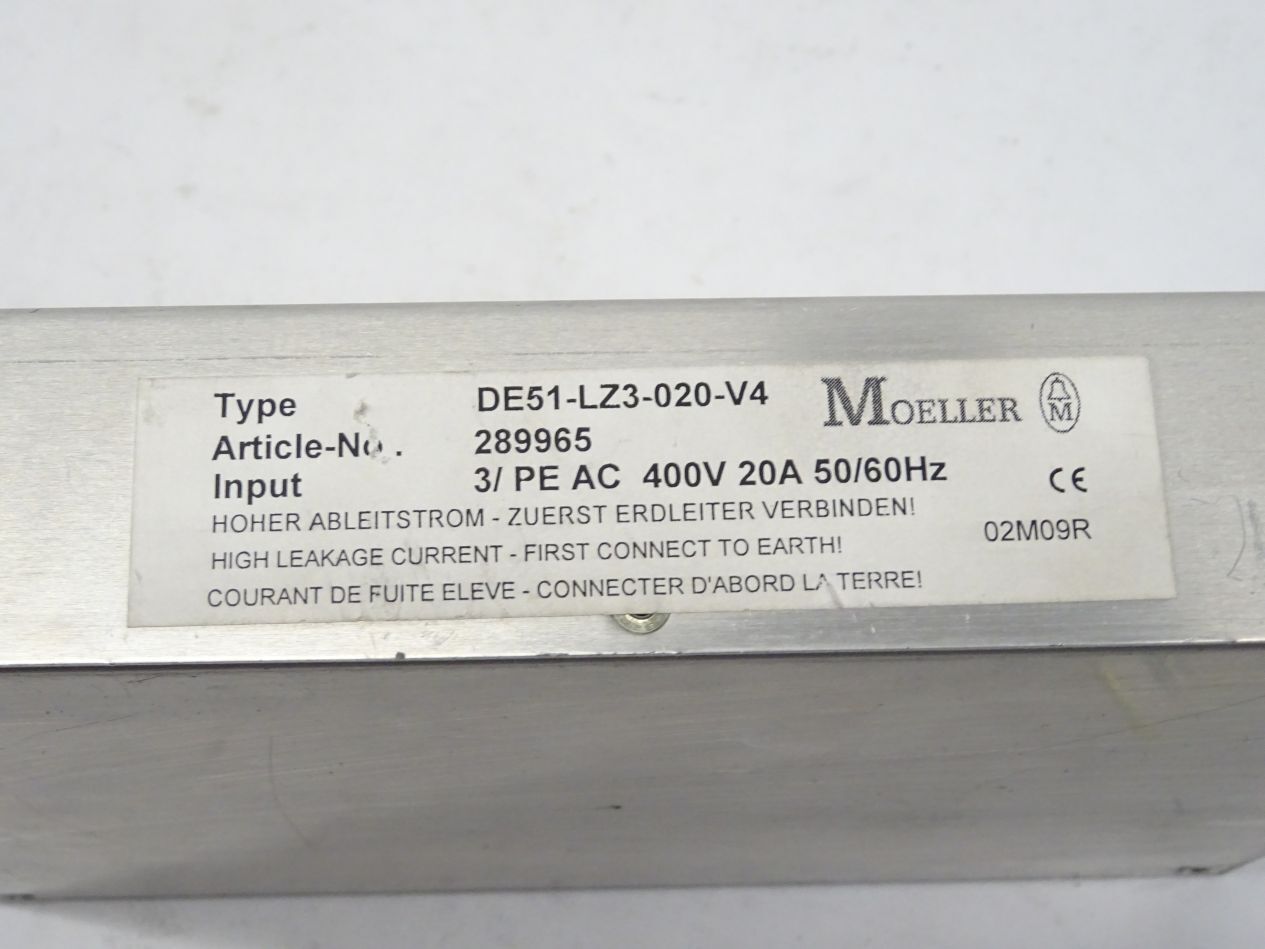 Type DE51-LZ3-020-V4 MOELLER M
Article-No. 289965
Input 3/ PE AC 400V 20A 50/60Hz CE
HOHER ABLEITSTROM - ZUERST ERDLEITER VERBINDEN!
HIGH LEAKAGE CURRENT - FIRST CONNECT TO EARTH! 02M09R
COURANT DE FUITE ELEVE - CONNECTER D'ABORD LA TERRE!